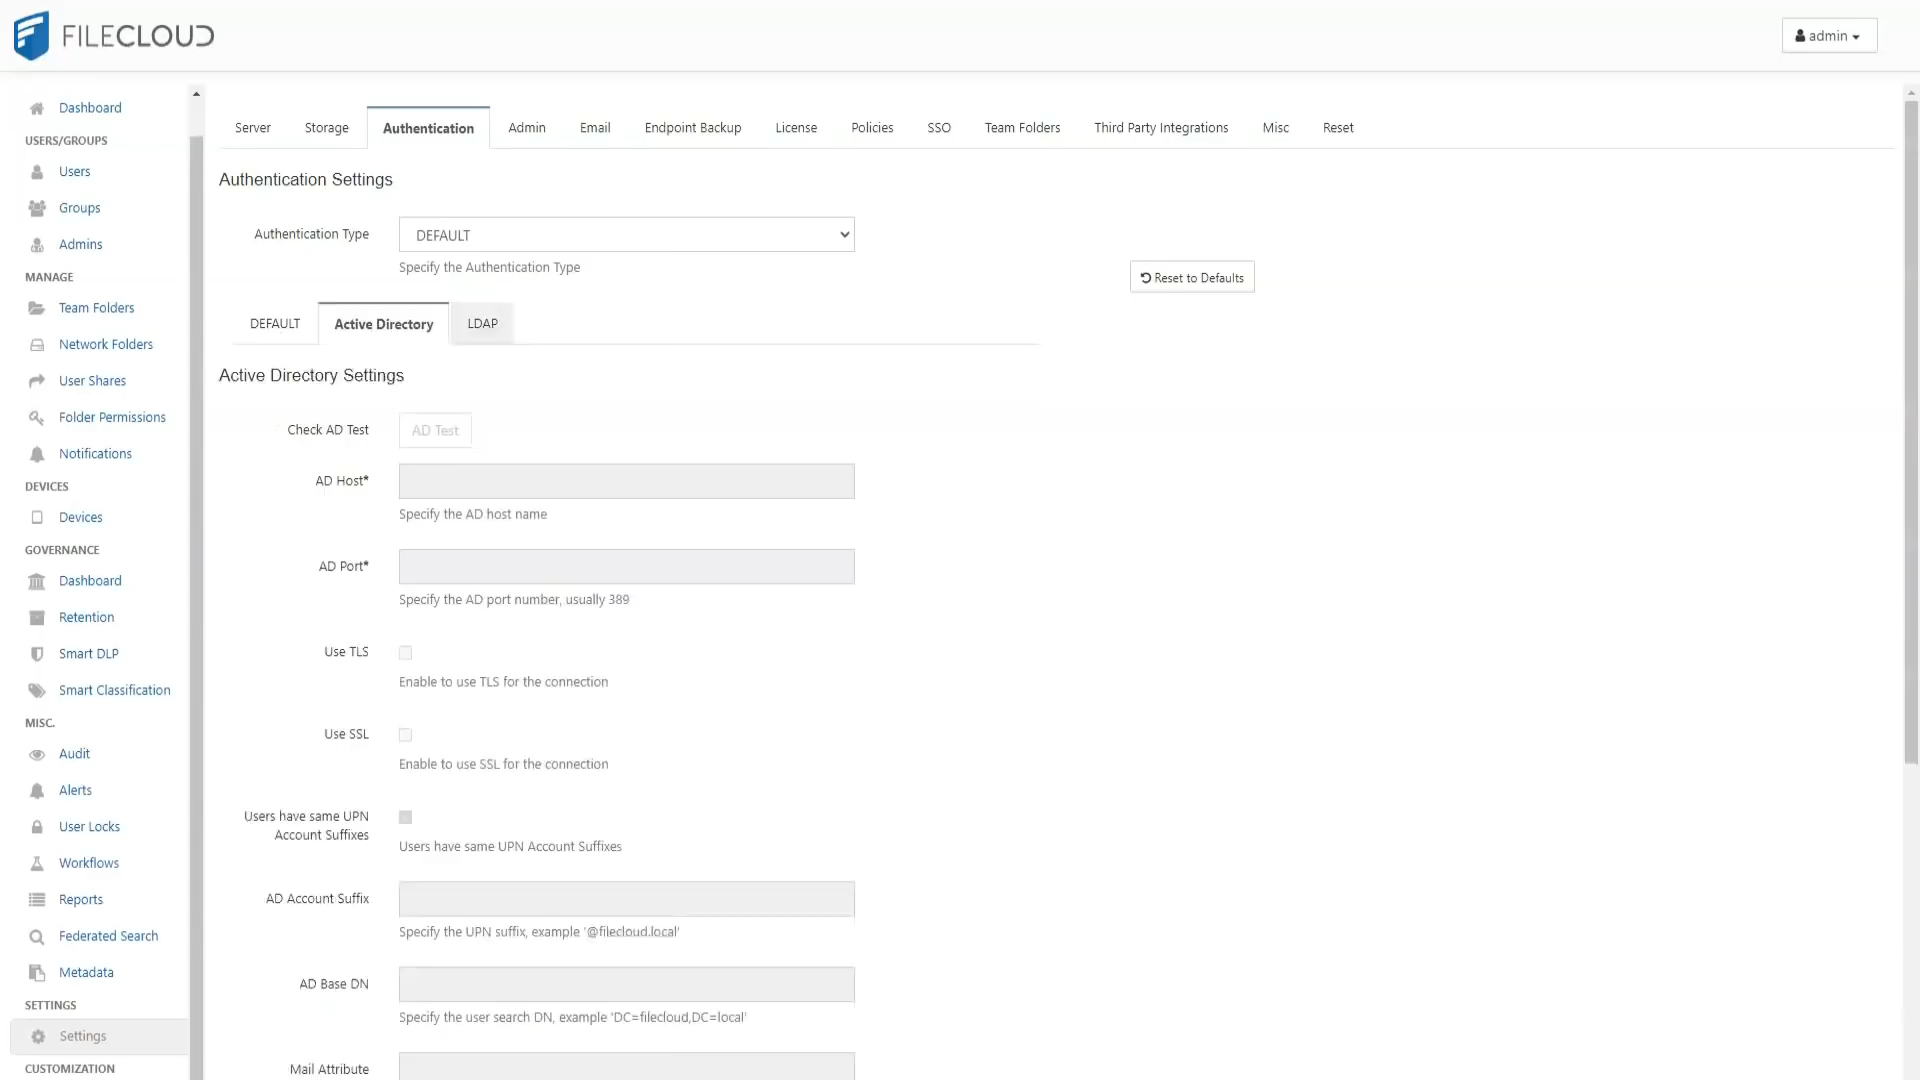 FILECLOUD
admin
Dashboard
USERS/GROUPS
Users
Groups
Admins
MANAGE
Team Folders
Network Folders
User Shares
Folder Permissions
Notifications
DEVICES
Devices
GOVERNANCE
Dashboard
Retention
Smart DLP
Smart Classification
MISC.
Audit
Alerts
User Locks
Workflows
Reports
Federated Search
Metadata
SETTINGS
Settings
CUSTOMIZATION
Server Storage Authentication Admin Email Endpoint Backup License Policies SSO Team Folders Third Party Integrations Misc Reset
Authentication Settings
Authentication Type DEFAULT
Specify the Authentication Type
Reset to Defaults
DEFAULT Active Directory LDAP
Active Directory Settings
Check AD Test AD Test
AD Host*
Specify the AD host name
AD Port*
Specify the AD port number, usually 389
Use TLS
Enable to use TLS for the connection
Use SSL
Enable to use SSL for the connection
Users have same UPN
Account Suffixes
Users have same UPN Account Suffixes
AD Account Suffix
Specify the UPN suffix, example '@filecloud.local'
AD Base DN
Specify the user search DN, example 'DC=filecloud,DC=local'
Mail Attribute